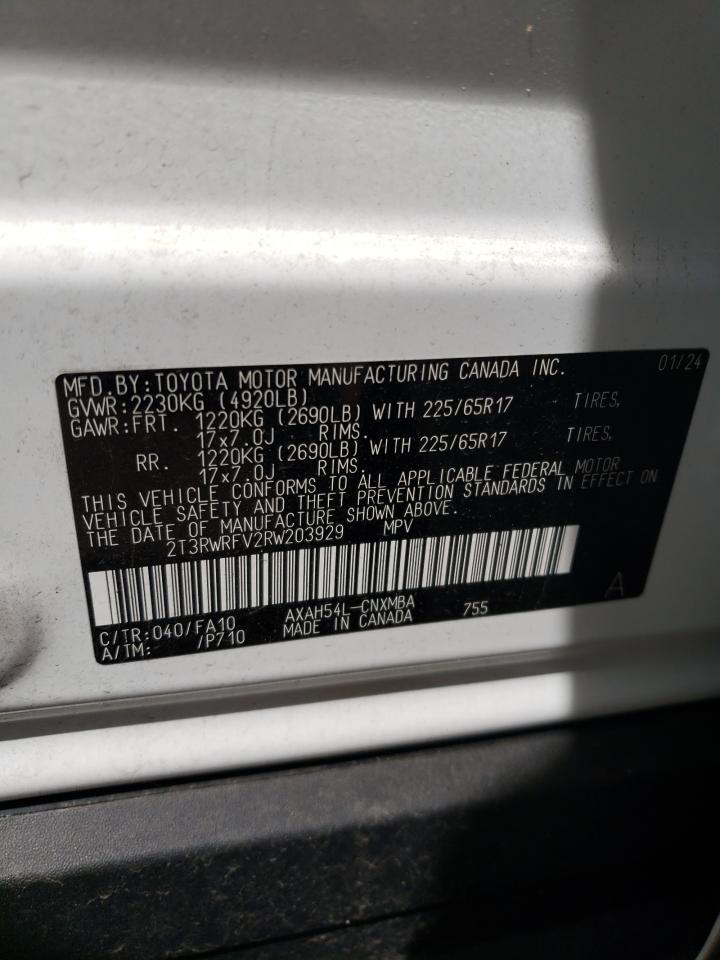 MFD. BY: TOYOTA MOTOR MANUFACTURING CANADA INC. 01/24
GVWR: 2230KG (4920LB)
GAWR: FRT. 1220KG (2690LB) WITH 225/65R17 TIRES,
17x7.0J RIMS.
RR. 1220KG (2690LB) WITH 225/65R17 TIRES,
17x7.0J RIMS.
THIS VEHICLE CONFORMS TO ALL APPLICABLE FEDERAL MOTOR
VEHICLE SAFETY AND THEFT PREVENTION STANDARDS IN EFFECT ON
THE DATE OF MANUFACTURE SHOWN ABOVE.
2T3RWRFV2RW203929 MPV
A
C/TR: 040/FA10 AXAH54L-CNXMBA 755
A/TM: /P710 MADE IN CANADA